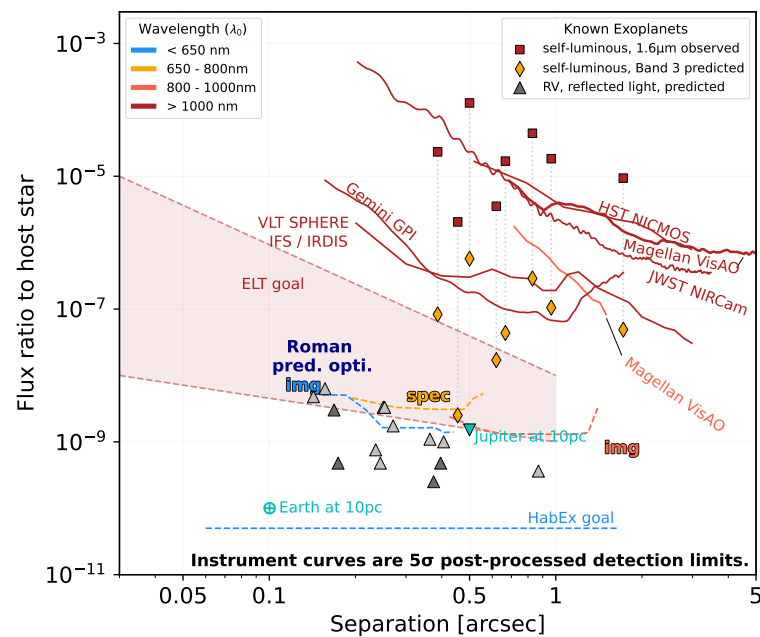 Wavelength (λ₀)
< 650 nm
650 - 800nm
800 - 1000nm
> 1000 nm
Known Exoplanets
self-luminous, 1.6μm observed
self-luminous, Band 3 predicted
RV, reflected light, predicted
Flux ratio to host star
10⁻³
10⁻⁵
10⁻⁷
10⁻⁹
10⁻¹¹
Gemini GPI
VLT SPHERE
IFS / IRDIS
HST NICMOS
Magellan VisAO
JWST NIRCam
ELT goal
Magellan VisAO
Roman
pred. opti.
img
spec
Jupiter at 10pc
img
Earth at 10pc
HabEx goal
Instrument curves are 5σ post-processed detection limits.
0.05
0.1
0.5
1
5
Separation [arcsec]